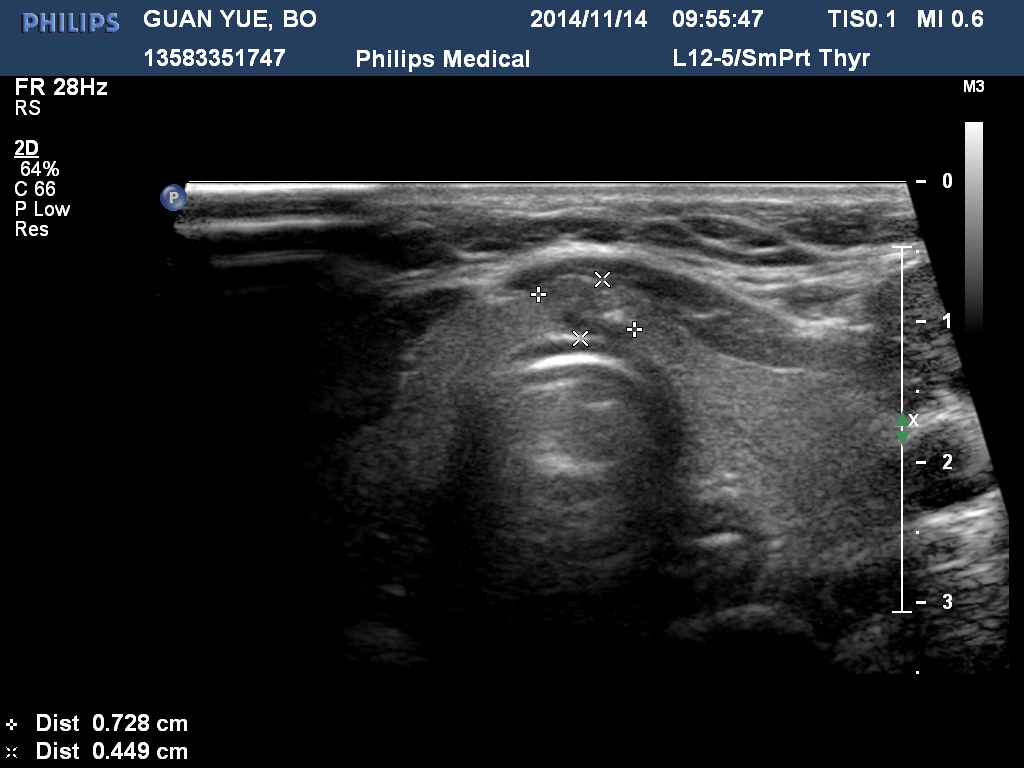 PHILIPS GUAN YUE, BO 2014/11/14 09:55:47 TIS0.1 MI 0.6
13583351747 Philips Medical L12-5/SmPrt Thyr
FR 28Hz
RS
M3
2D
64%
C 66
P Low
Res
P
0
1
X
2
3
Dist 0.728 cm
Dist 0.449 cm